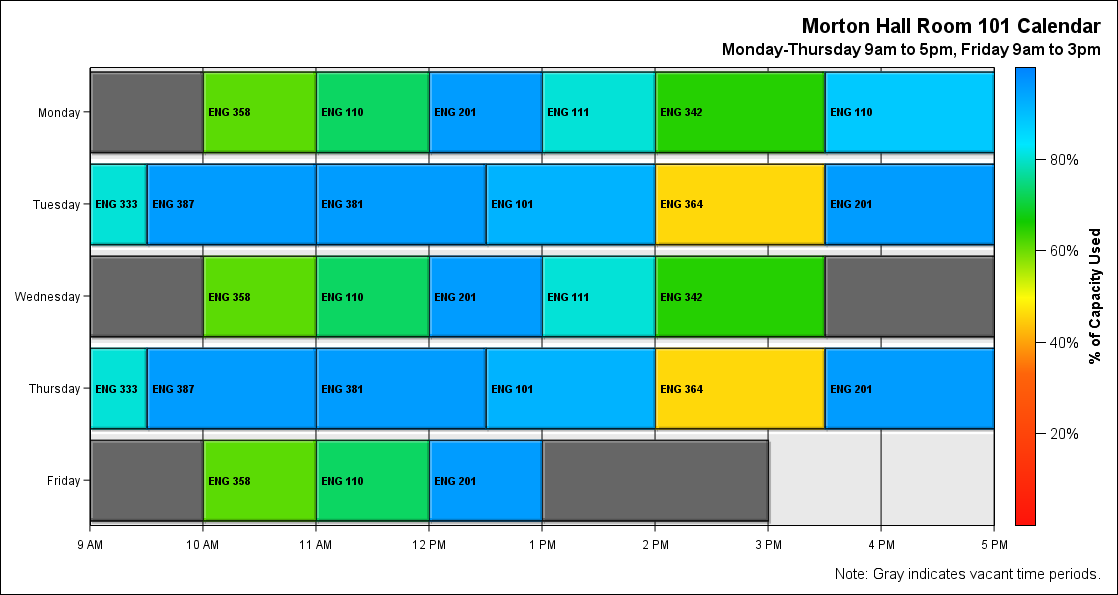 Morton Hall Room 101 Calendar
Monday-Thursday 9am to 5pm, Friday 9am to 3pm
Monday ENG 358 ENG 110 ENG 201 ENG 111 ENG 342 ENG 110
Tuesday ENG 333 ENG 387 ENG 381 ENG 101 ENG 364 ENG 201
Wednesday ENG 358 ENG 110 ENG 201 ENG 111 ENG 342
Thursday ENG 333 ENG 387 ENG 381 ENG 101 ENG 364 ENG 201
Friday ENG 358 ENG 110 ENG 201
9 AM 10 AM 11 AM 12 PM 1 PM 2 PM 3 PM 4 PM 5 PM
80%
60%
40%
20%
% of Capacity Used
Note: Gray indicates vacant time periods.